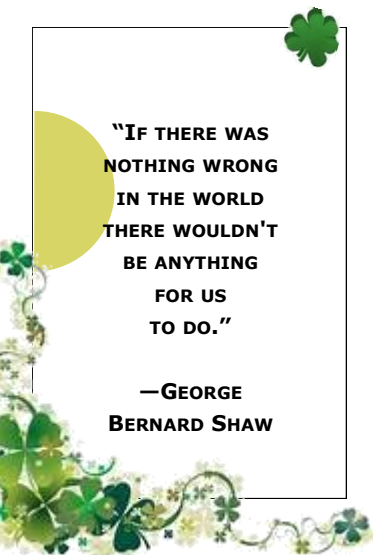 “If there was
nothing wrong
in the world
there wouldn't
be anything
for us
to do.”
—George
Bernard Shaw